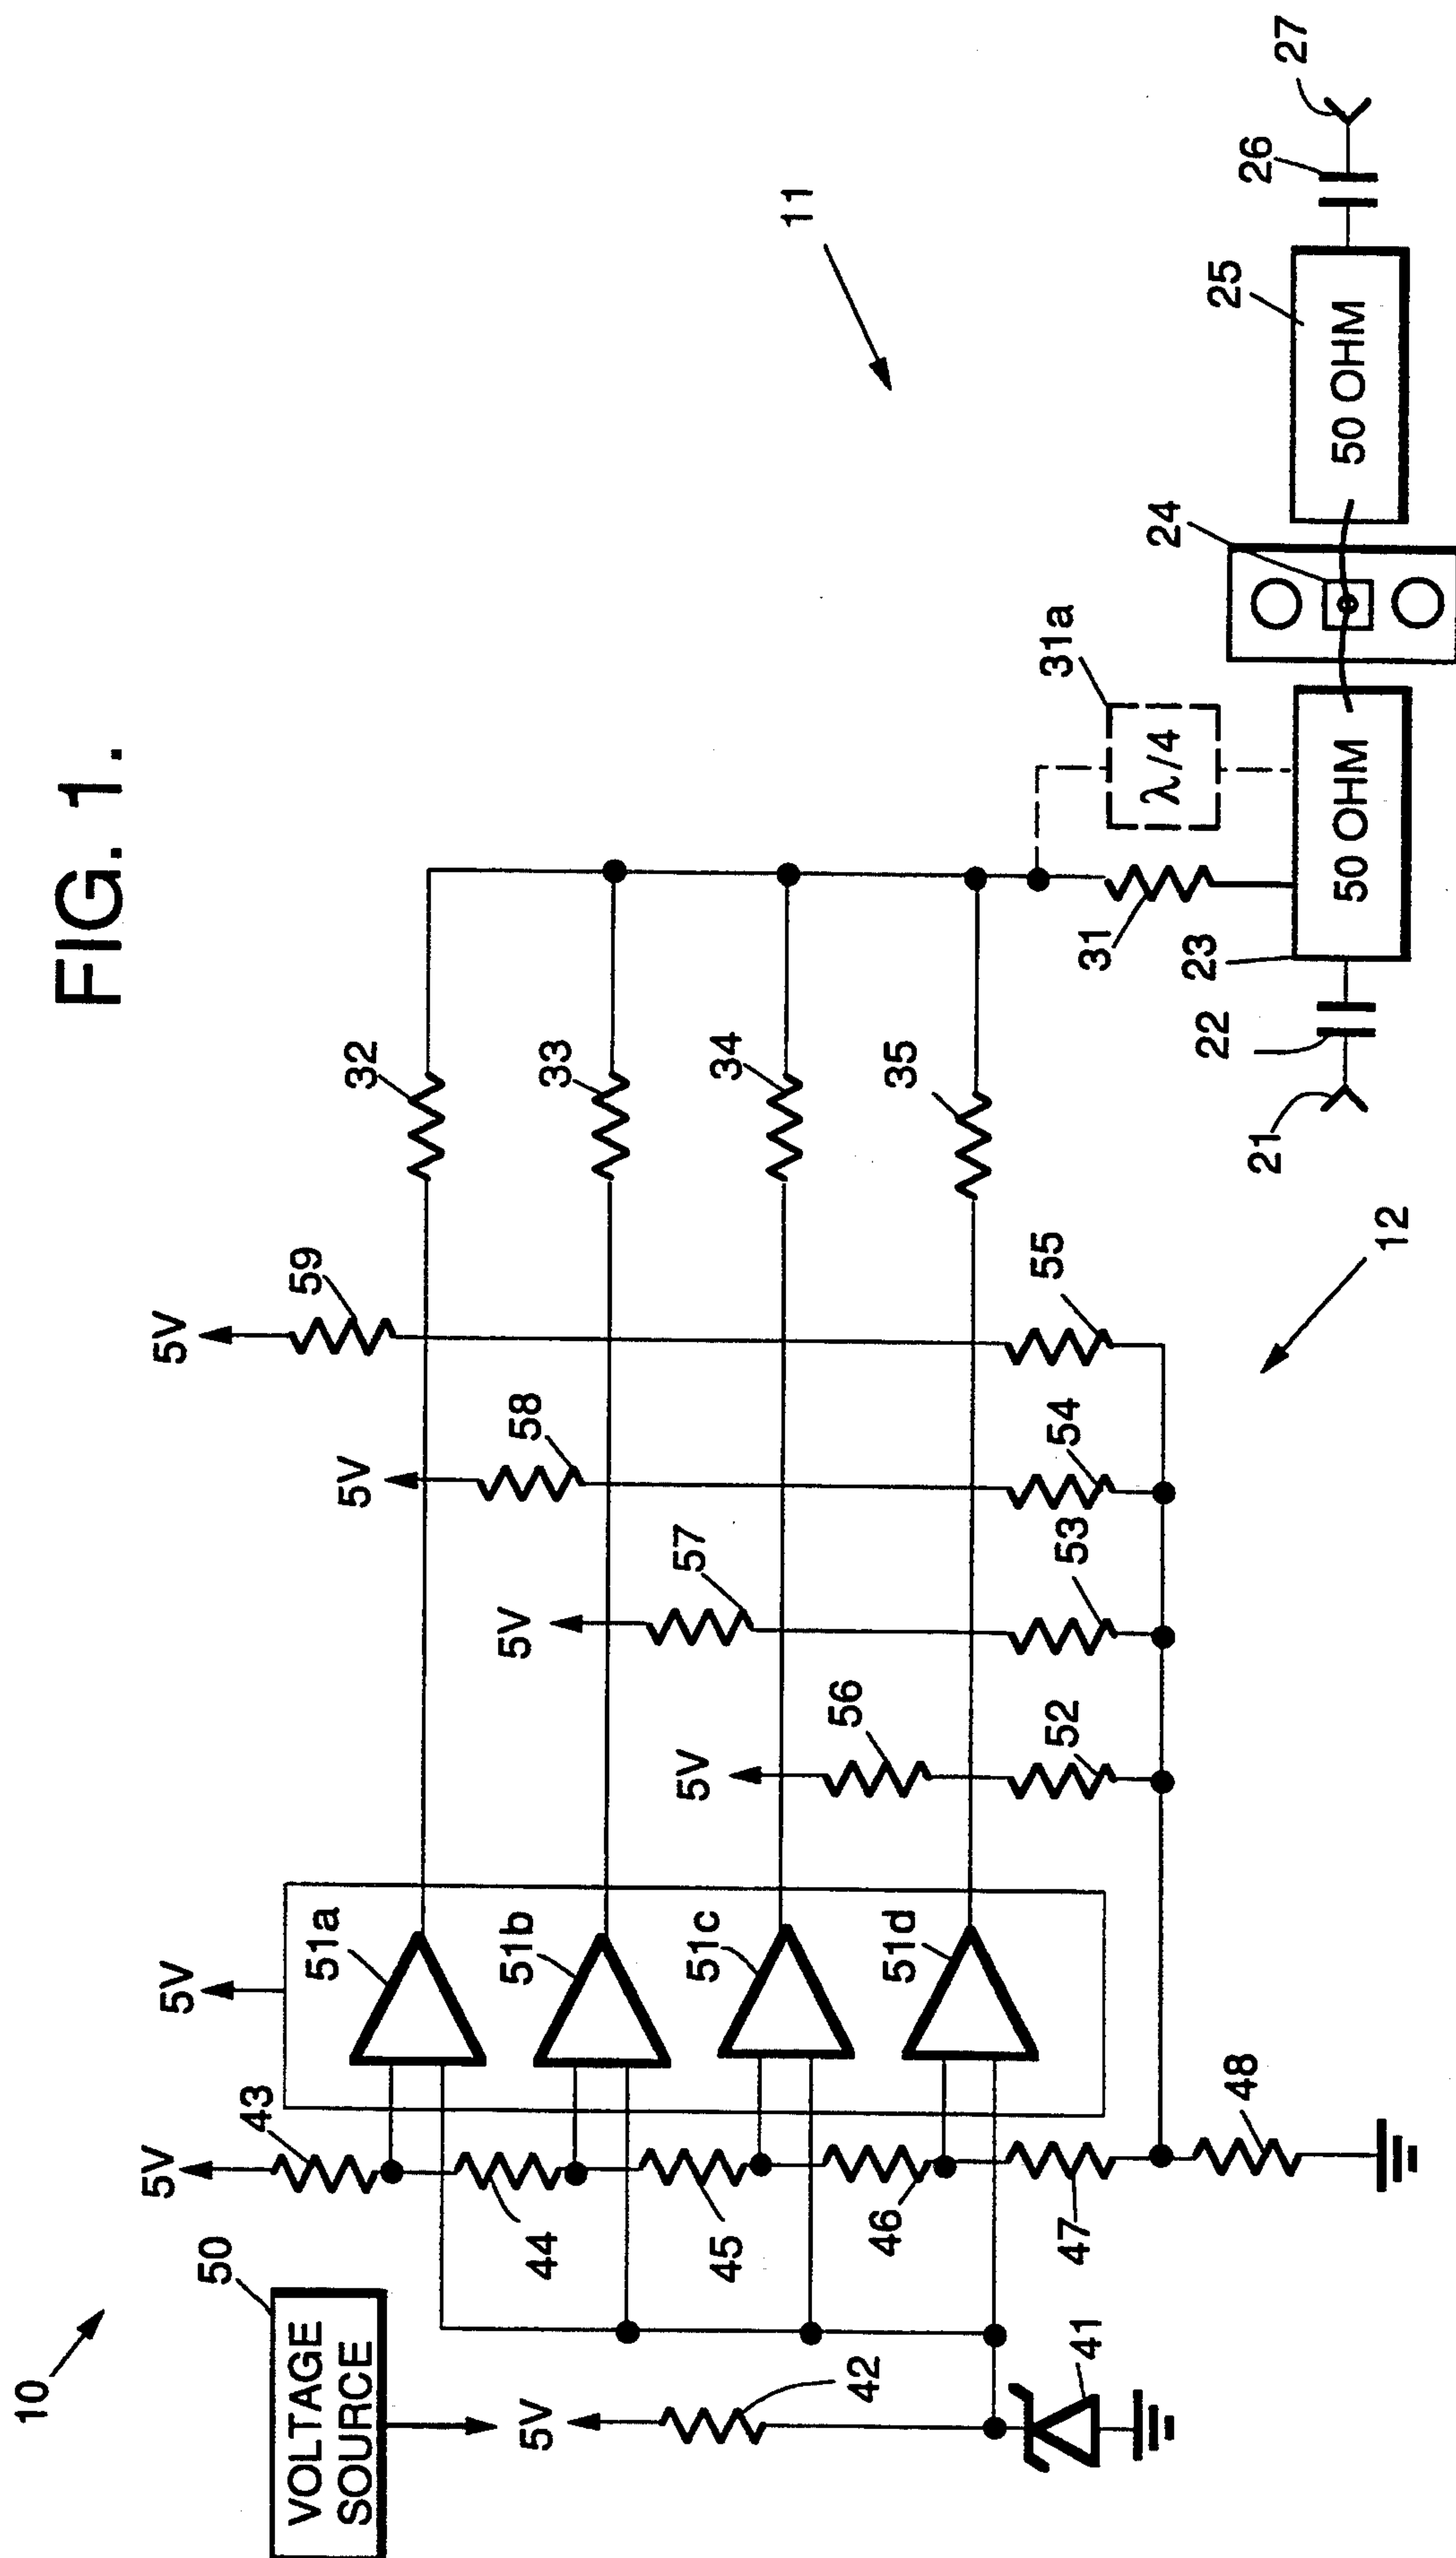 FIG. 1.
10
50
VOLTAGE
SOURCE
5V
42
41
5V
43
44
45
46
47
48
5V
51a
51b
51c
51d
5V
56
52
5V
57
53
5V
58
54
5V
59
55
12
32
33
34
35
11
31
31a
λ/4
21
22
23
50 OHM
24
25
50 OHM
26
27